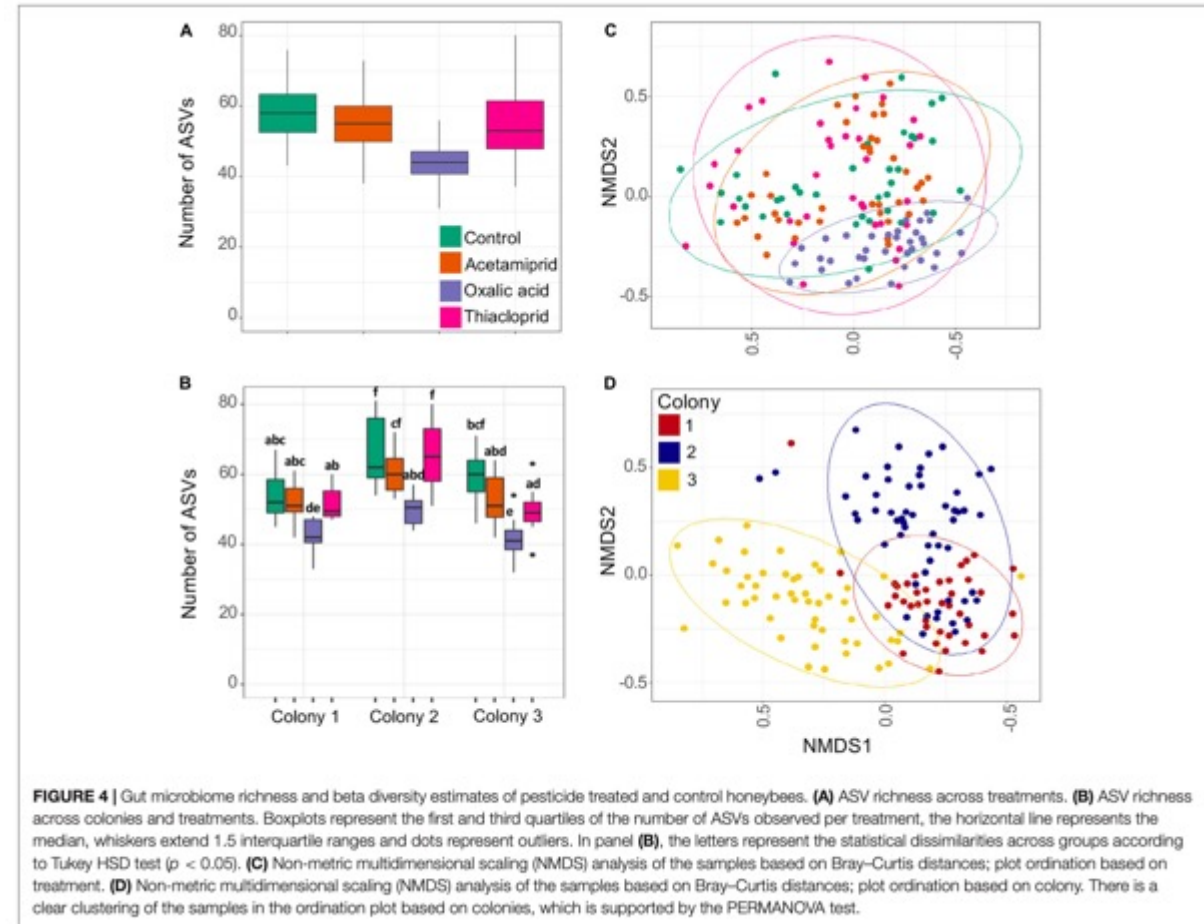 A
80
60
40
20
0
Number of ASVs
Control
Acetamiprid
Oxalic acid
Thiacloprid
C
0.5
0.0
-0.5
NMDS2
0.5
0.0
-0.5
B
80
60
40
20
0
Number of ASVs
abc
abc
de
ab
f
cf
abd
f
bcf
abd
e
ad
Colony 1
Colony 2
Colony 3
D
Colony
1
2
3
0.5
0.0
-0.5
NMDS2
0.5
0.0
-0.5
NMDS1
FIGURE 4 | Gut microbiome richness and beta diversity estimates of pesticide treated and control honeybees. (A) ASV richness across treatments. (B) ASV richness
across colonies and treatments. Boxplots represent the first and third quartiles of the number of ASVs observed per treatment, the horizontal line represents the
median, whiskers extend 1.5 interquartile ranges and dots represent outliers. In panel (B), the letters represent the statistical dissimilarities across groups according
to Tukey HSD test (p < 0.05). (C) Non-metric multidimensional scaling (NMDS) analysis of the samples based on Bray–Curtis distances; plot ordination based on
treatment. (D) Non-metric multidimensional scaling (NMDS) analysis of the samples based on Bray–Curtis distances; plot ordination based on colony. There is a
clear clustering of the samples in the ordination plot based on colonies, which is supported by the PERMANOVA test.